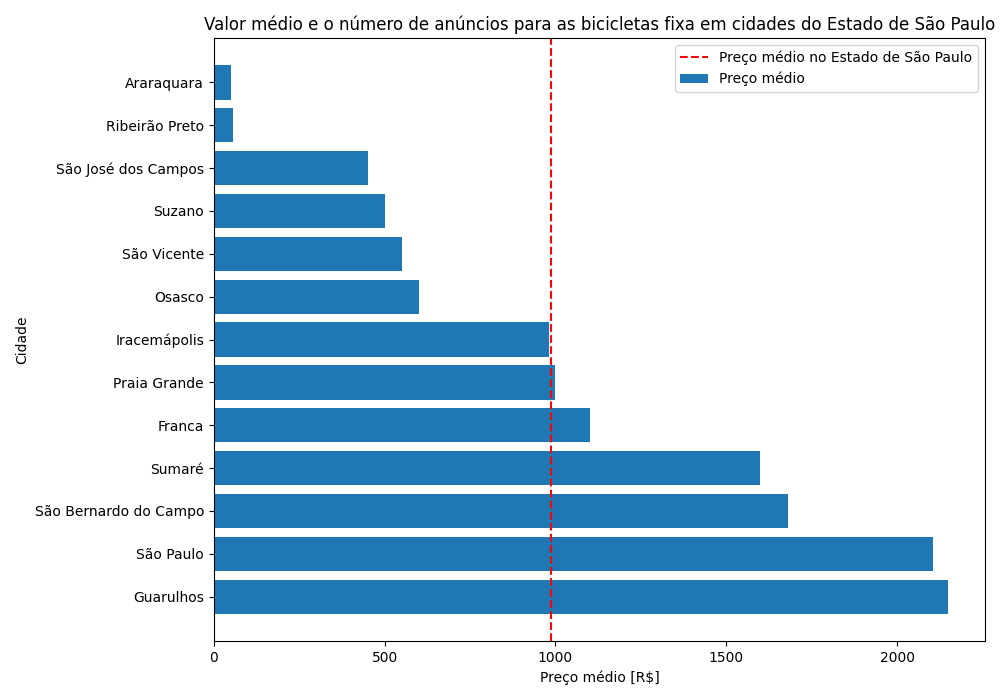 Valor médio e o número de anúncios para as bicicletas fixa em cidades do Estado de São Paulo
Preço médio no Estado de São Paulo
Preço médio
Araraquara
Ribeirão Preto
São José dos Campos
Suzano
São Vicente
Osasco
Iracemápolis
Praia Grande
Franca
Sumaré
São Bernardo do Campo
São Paulo
Guarulhos
Cidade
0 500 1000 1500 2000
Preço médio [R$]